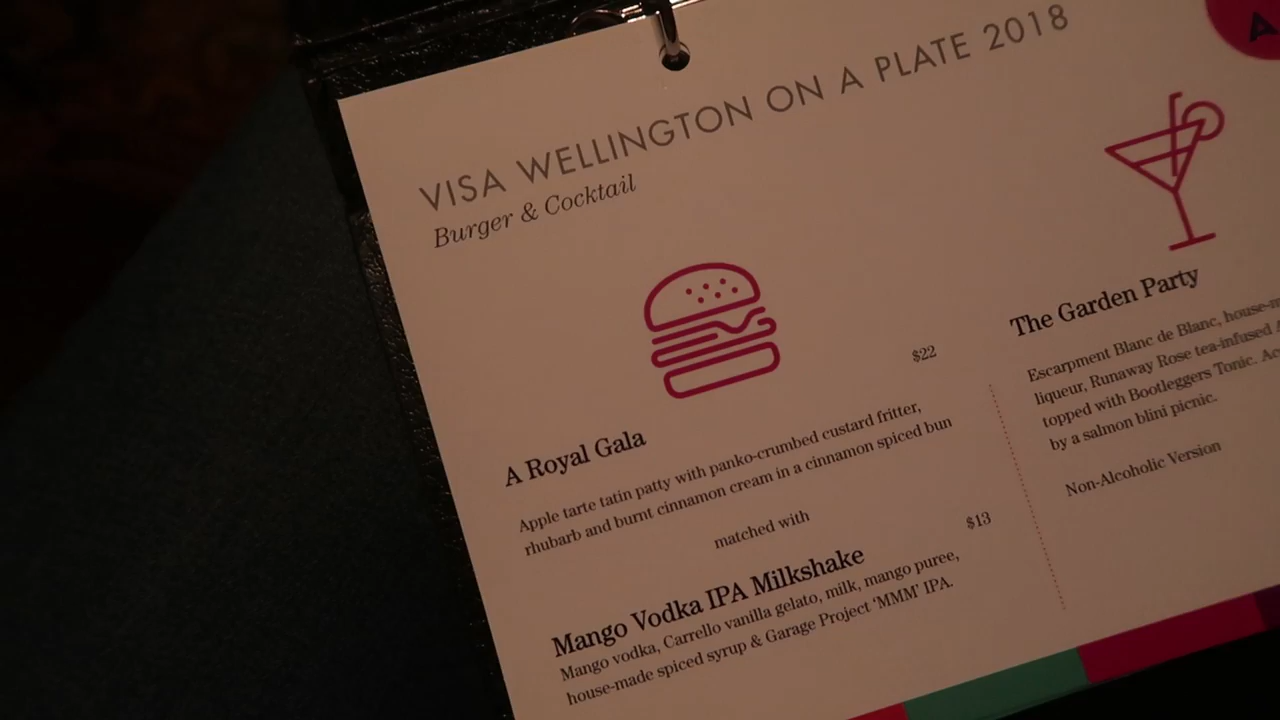 VISA WELLINGTON ON A PLATE 2018
Burger & Cocktail
A Royal Gala
$22
Apple tarte tatin patty with panko-crumbed custard fritter,
rhubarb and burnt cinnamon cream in a cinnamon spiced bun
matched with
Mango Vodka IPA Milkshake
$13
Mango vodka, Carrello vanilla gelato, milk, mango puree,
house-made spiced syrup & Garage Project ‘MMM’ IPA.
The Garden Party
Escarpment Blanc de Blanc,
liqueur, Runaway Rose tea-infused
topped with Bootleggers Tonic.
by a salmon blini picnic.
Non-Alcoholic Version